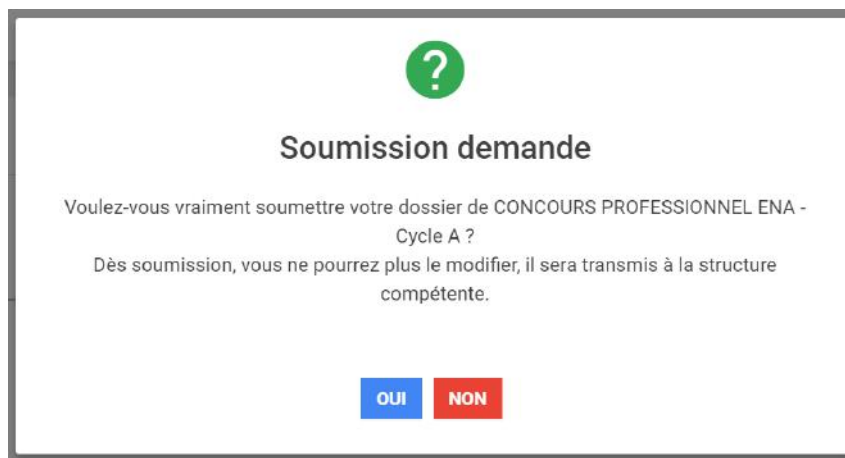 ?
Soumission demande
Voulez-vous vraiment soumettre votre dossier de CONCOURS PROFESSIONNEL ENA -
Cycle A ?
Dès soumission, vous ne pourrez plus le modifier, il sera transmis à la structure
compétente.
OUI NON